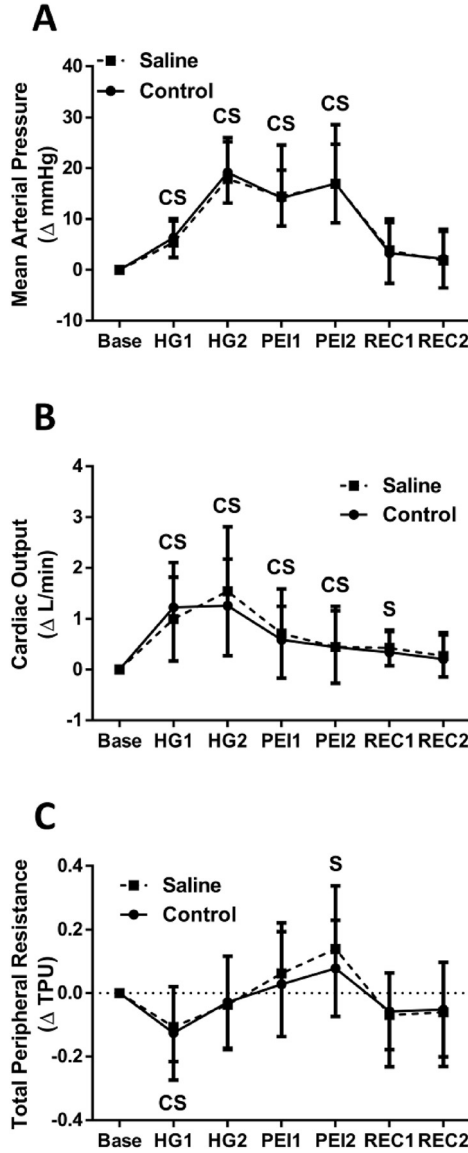 A
Saline
Control
Mean Arterial Pressure
(Δ mmHg)
40
30
20
10
0
-10
CS
CS
CS
CS
Base HG1 HG2 PEI1 PEI2 REC1 REC2
B
Saline
Control
Cardiac Output
(Δ L/min)
4
3
2
1
0
-1
CS
CS
CS
CS
S
Base HG1 HG2 PEI1 PEI2 REC1 REC2
C
Saline
Control
Total Peripheral Resistance
(Δ TPU)
0.4
0.2
0.0
-0.2
-0.4
S
CS
Base HG1 HG2 PEI1 PEI2 REC1 REC2